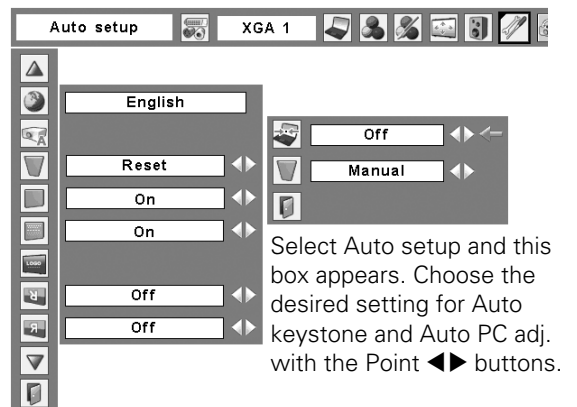 Auto setup
XGA 1
English
Reset
On
On
LOGO
Off
Off
Off
Manual
Select Auto setup and this
box appears. Choose the
desired setting for Auto
keystone and Auto PC adj.
with the Point ◀▶ buttons.